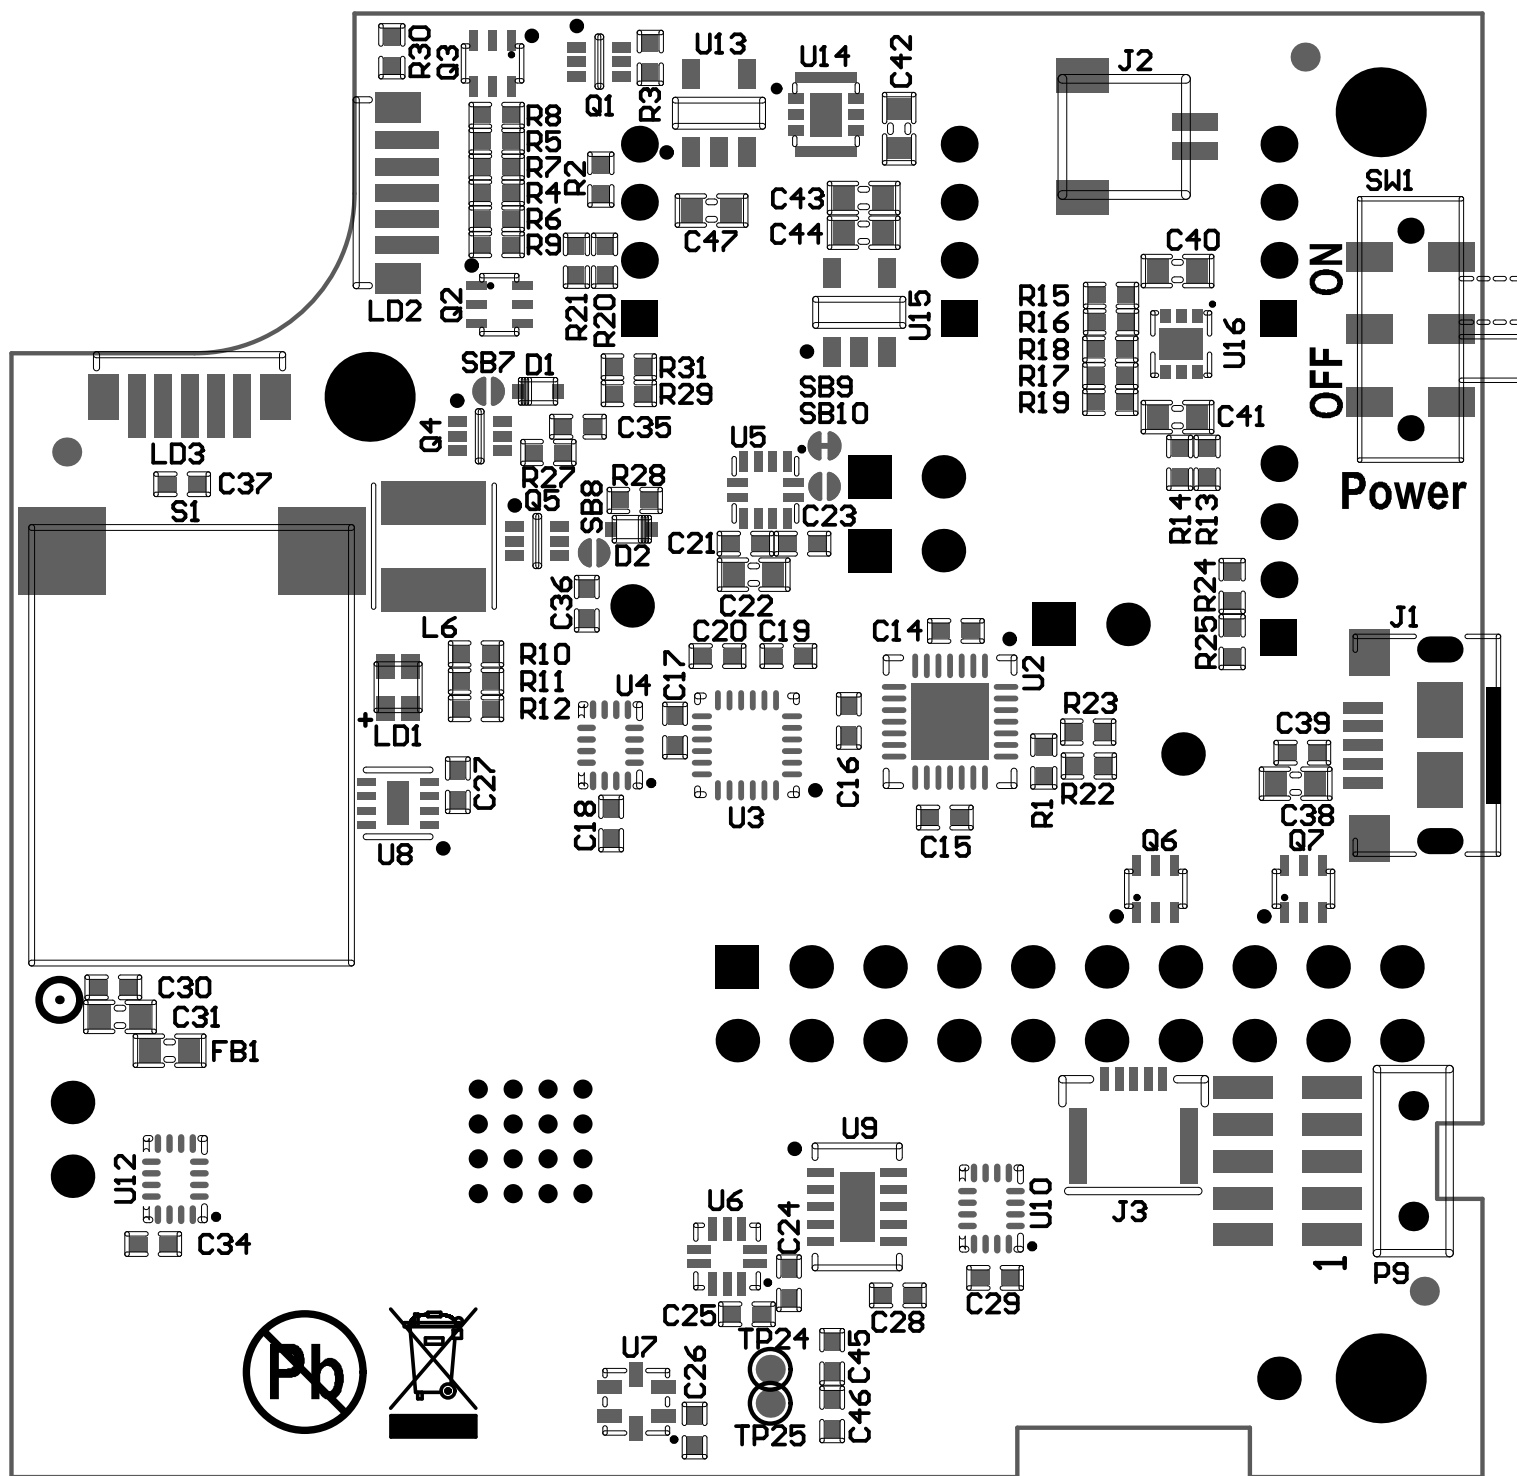 R30
Q3
Q1
R3
U13
U14
C42
J2
R8
R5
R7
R4
R6
R9
R2
C47
C43
C44
SW1
C40
ON
OFF
LD2
Q2
R21
R20
U15
R15
R16
R18
R17
R19
U16
SB7
D1
R31
R29
SB9
SB10
C41
Q4
C35
U5
LD3
C37
R27
R28
Q5
SB8
Power
S1
C23
C21
D2
R14
R13
C36
C22
R24
R25
J1
L6
C20
C19
C14
R10
R11
R12
U4
C17
U2
+
LD1
R23
C39
C27
C18
U3
C16
R1
R22
C38
U8
C15
Q6
Q7
C30
C31
FB1
U12
U9
C34
U6
C24
U10
J3
1
P9
C25
C28
C29
TP24
U7
C26
C45
C46
TP25
Pb